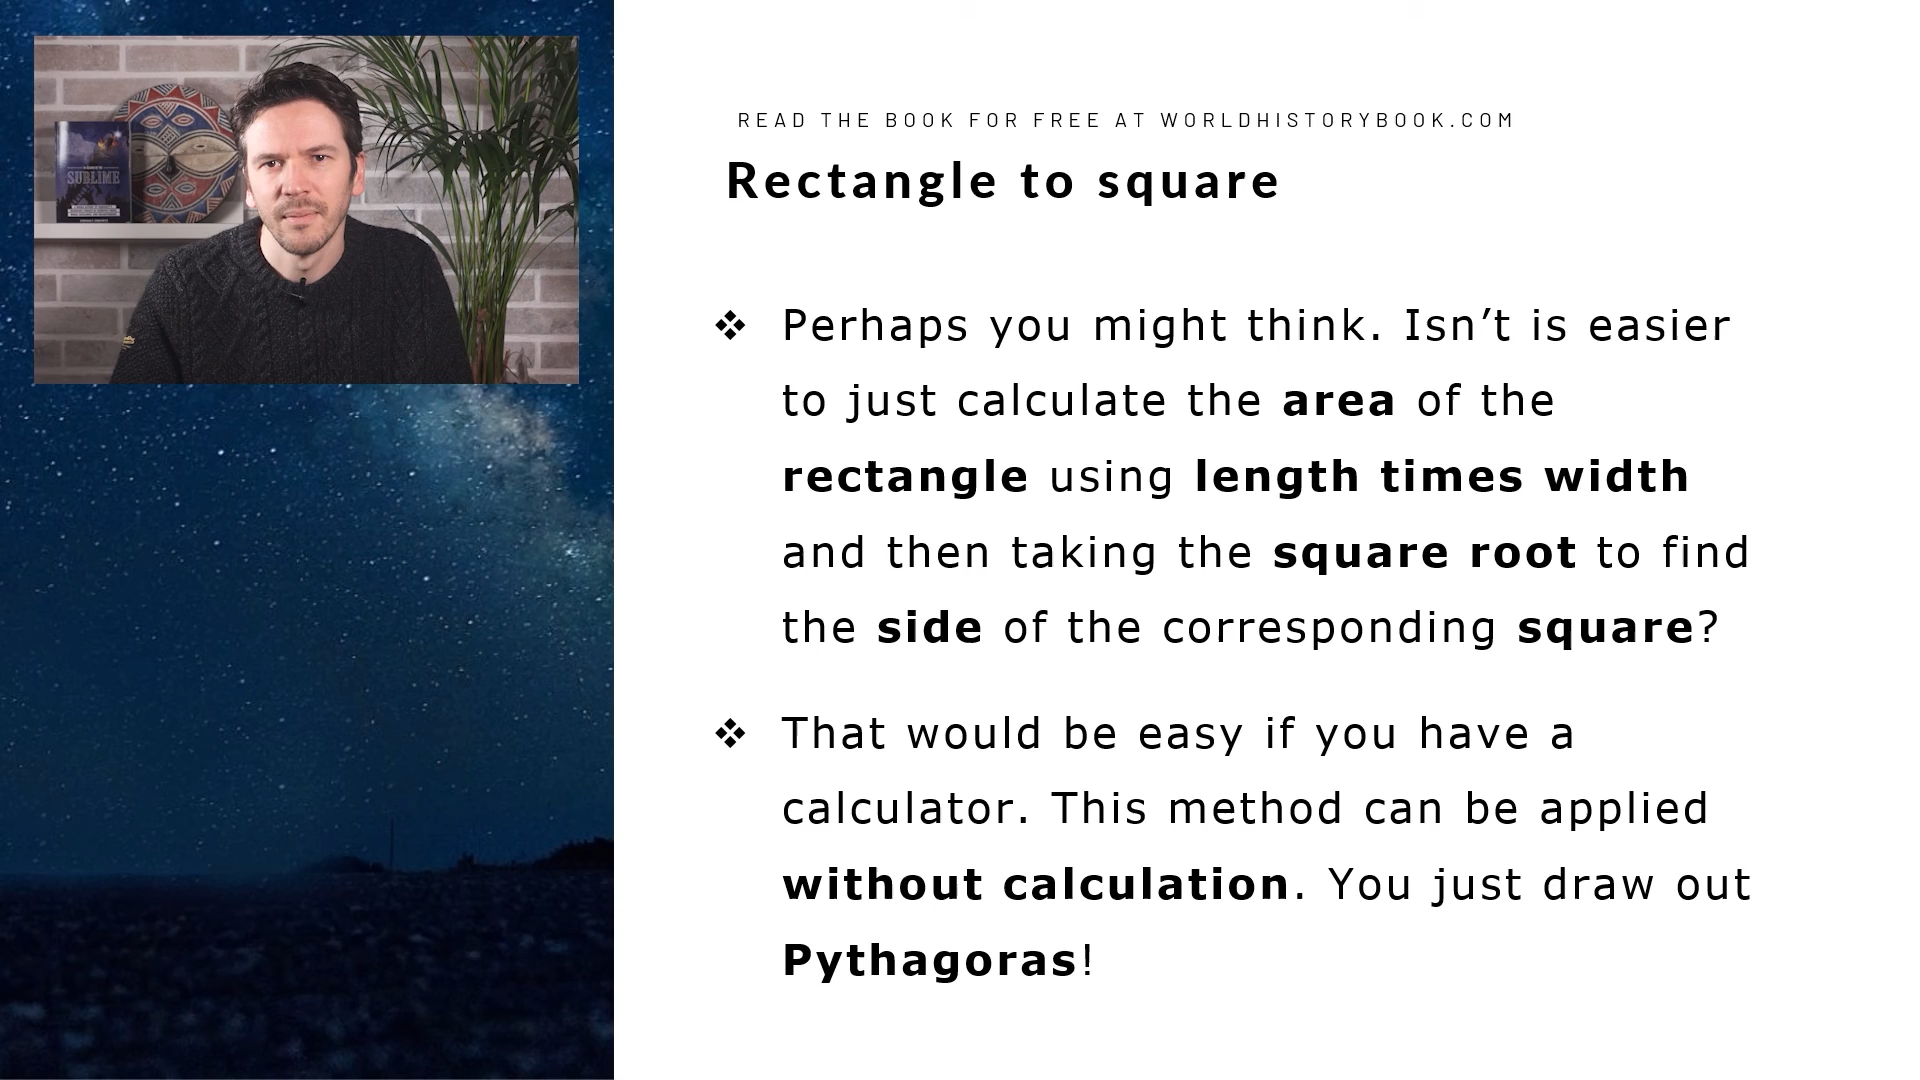 READ THE BOOK FOR FREE AT WORLDHISTORYBOOK.COM
Rectangle to square
❖ Perhaps you might think. Isn’t is easier
to just calculate the area of the
rectangle using length times width
and then taking the square root to find
the side of the corresponding square?
❖ That would be easy if you have a
calculator. This method can be applied
without calculation. You just draw out
Pythagoras!
SUBLIME